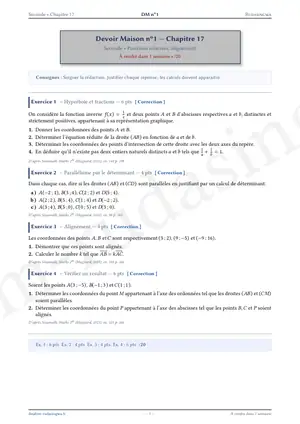 Seconde • Chapitre 17
DM n°1
Devoir Maison n°1 — Chapitre 17
Seconde • Fonctions inverse,
À rendre dans 1 semaine • /20
Consignes : Soigner la rédaction. Justifier chaque réponse, les calculs doivent apparaître.
Exercice 1 – Hyperbole et fractions — 6 pts [ Correction ]
On considère la fonction inverse f(x) = 1/x et deux points A et B d'abscisses respectives a et b, distinctes et
strictement positives, appartenant à sa représentation graphique.
1. Donner les coordonnées des points A et B.
2. Déterminer l'équation réduite de la droite (AB) en fonction de a et de b.
3. Déterminer les coordonnées des points d'intersection de cette droite avec les deux axes du repère.
4. En déduire qu'il n'existe pas deux entiers naturels distincts a et b tels que 1/a + 1/b = 1.
Exercice 2 – Parallélisme par le déterminant — 4 pts [ Correction ]
Dans chaque cas, dire si les droites (AB) et (CD) sont parallèles en justifiant par un calcul de déterminant.
a) A(−2 ; 1), B(3 ; 4), C(2 ; 2) et D(5 ; 4).
b) A(2 ; 2), B(5 ; 4), C(1 ; 4) et D(−2 ; 2).
c) A(3 ; 4), B(5 ; 0), C(5 ; 5) et D(5 ; 0).
Exercice 3 – Alignement — 4 pts [ Correction ]
Les coordonnées des points A, B et C sont respectivement (5 ; 2), (9 ; −5) et (−9 ; 16).
1. Démontrer que ces points sont alignés.
2. Calculer le nombre k tel que AB = kAC.
Exercice 4 – Vérifier un résultat — 6 pts [ Correction ]
Soient les points A(3 ; −5), B(−1 ; 3) et C(1 ; 1).
1. Déterminer les coordonnées du point M appartenant à l'axe des ordonnées tel que les droites (AB) et (CM)
soient parallèles.
2. Déterminer les coordonnées du point P appartenant à l'axe des abscisses tel que les points B, C et P soient
alignés.
Ex. 1 : 6 pts Ex. 2 : 4 pts Ex. 3 : 4 pts Ex. 4 : 6 pts /20
– 1 –